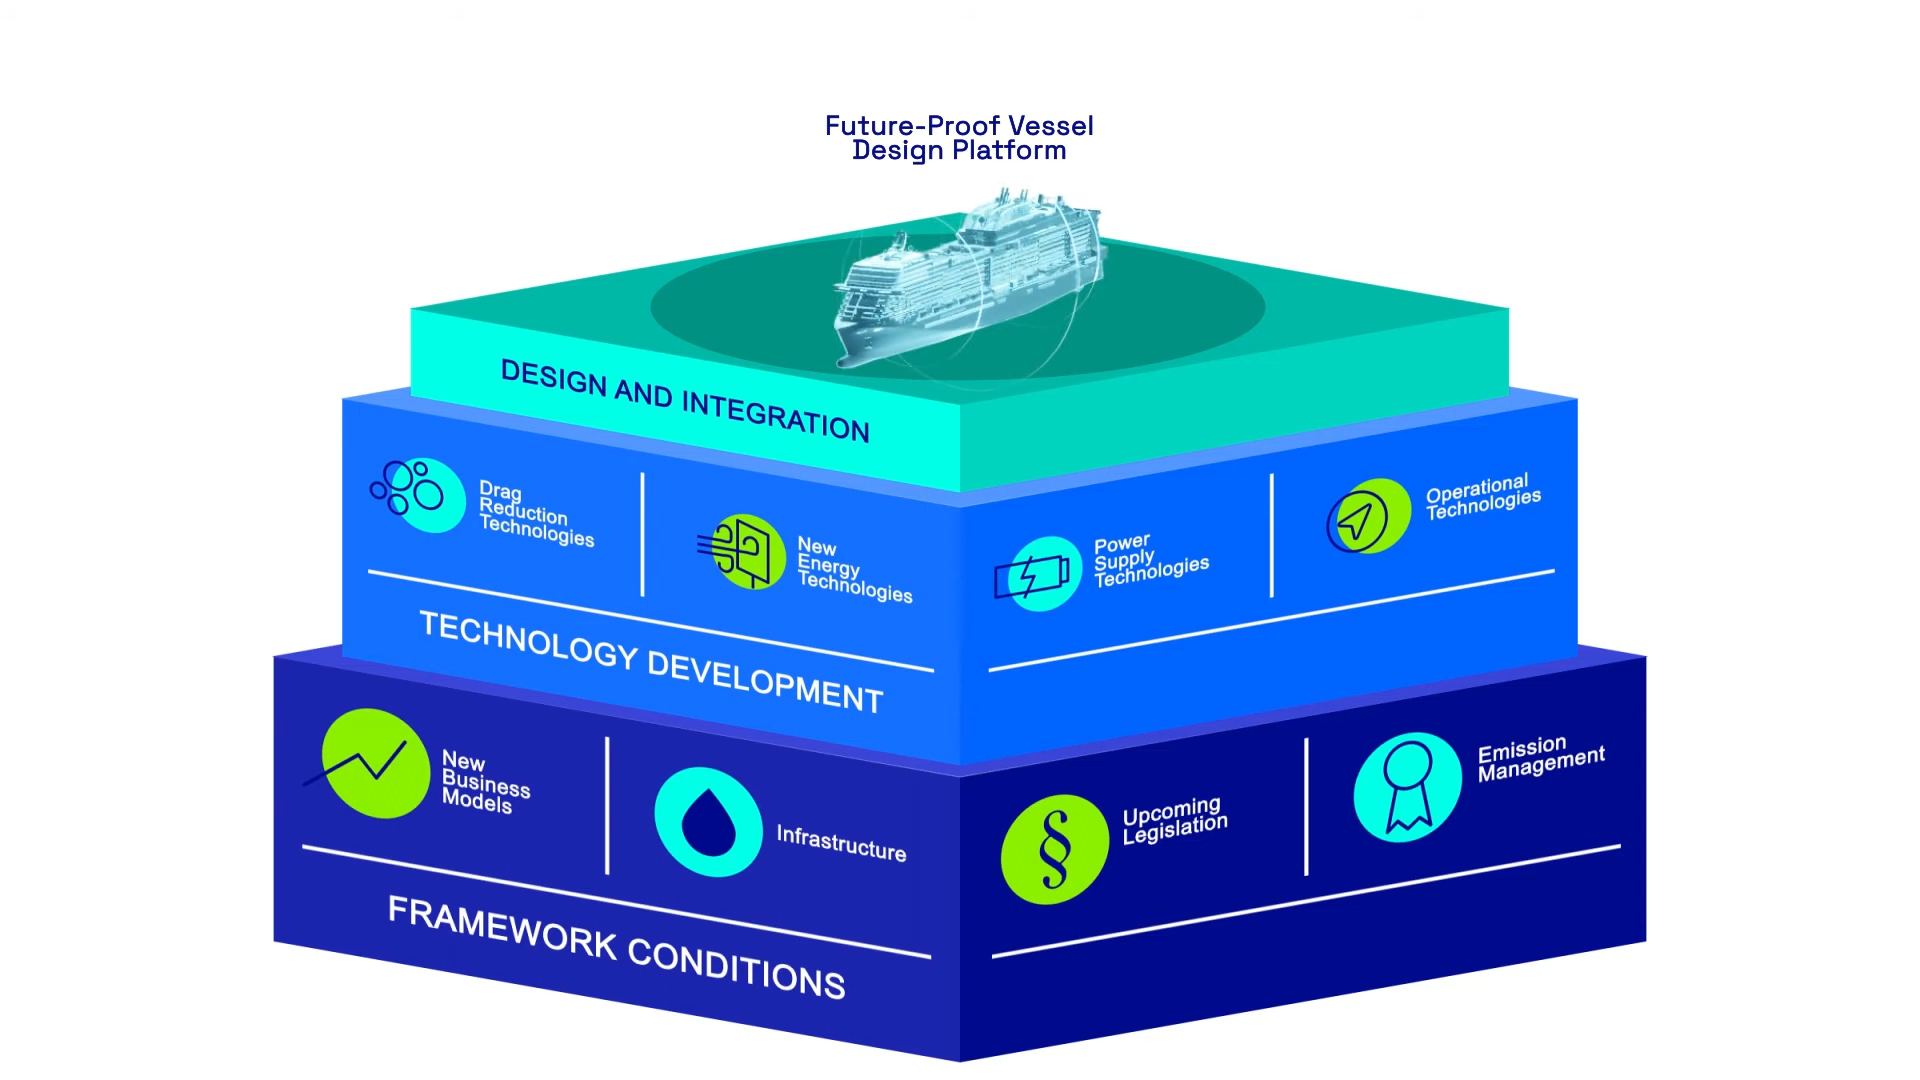 Future-Proof Vessel
Design Platform
DESIGN AND INTEGRATION
Drag
Reduction
Technologies
New
Energy
Technologies
Power
Supply
Technologies
Operational
Technologies
TECHNOLOGY DEVELOPMENT
New
Business
Models
Infrastructure
§
Upcoming
Legislation
Emission
Management
FRAMEWORK CONDITIONS